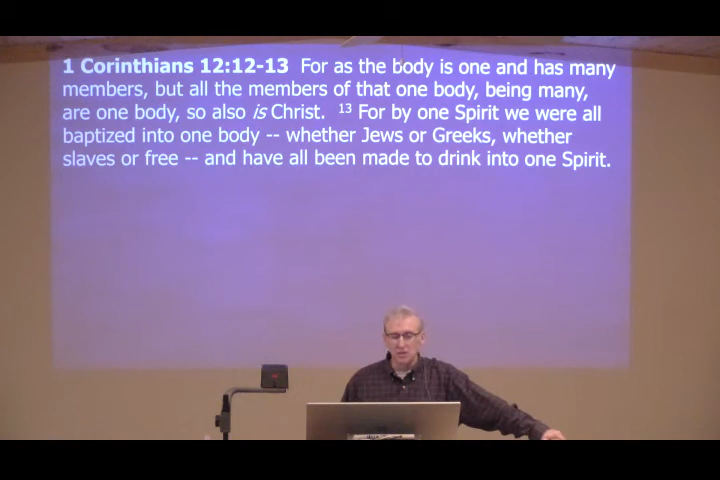 1 Corinthians 12:12-13 For as the body is one and has many
members, but all the members of that one body, being many,
are one body, so also is Christ. 13 For by one Spirit we were all
baptized into one body -- whether Jews or Greeks, whether
slaves or free -- and have all been made to drink into one Spirit.